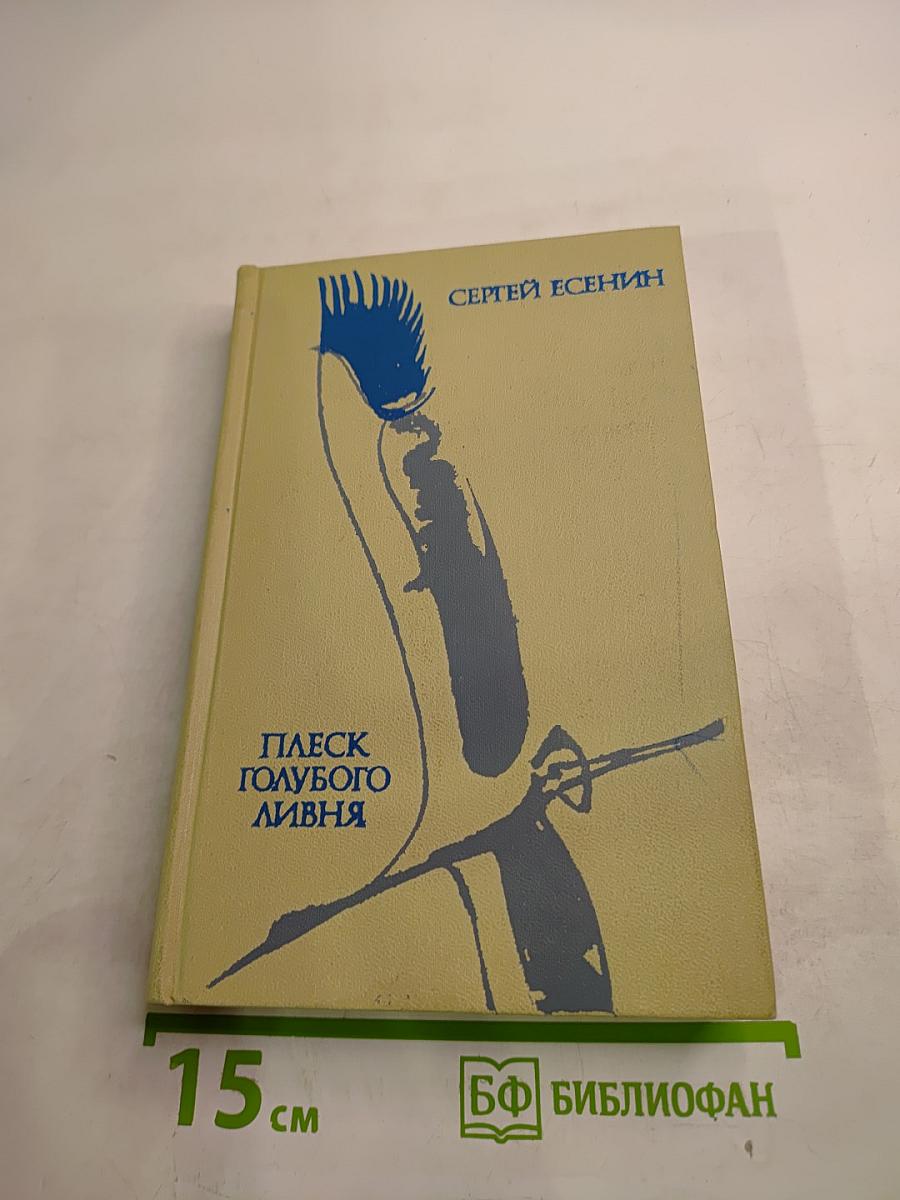 СЕРГЕЙ ЕСЕНИН
ПЛЕСК
ГОЛУБОГО
ЛИВНЯ
15 см
БФ БИБЛИОФАН